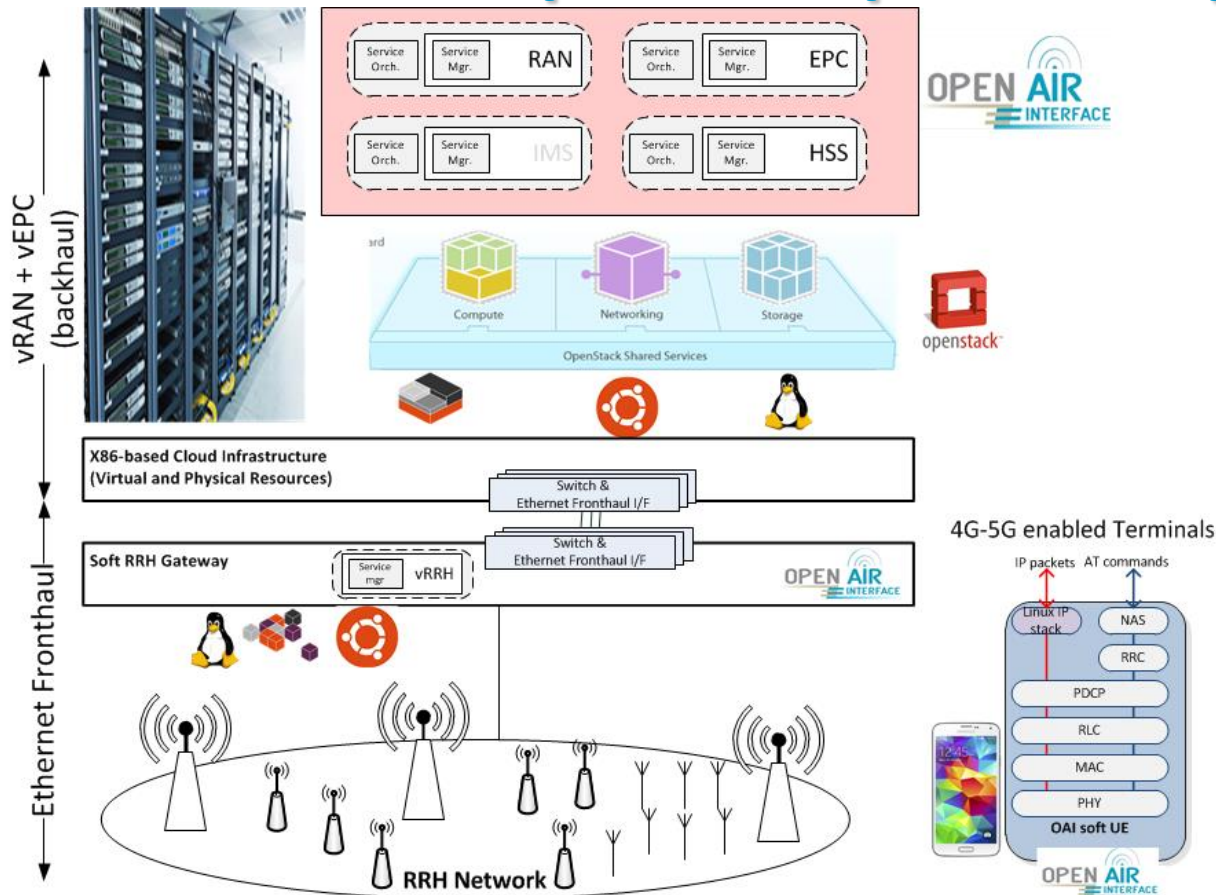 Service
Orch.
Service
Mgr.
RAN
Service
Orch.
Service
Mgr.
EPC
Service
Orch.
Service
Mgr.
IMS
Service
Orch.
Service
Mgr.
HSS
OPEN AIR
INTERFACE
vRAN + vEPC
(backhaul)
ard
Compute
Networking
Storage
OpenStack Shared Services
openstack™
X86-based Cloud Infrastructure
(Virtual and Physical Resources)
Switch &
Ethernet Fronthaul I/F
Ethernet Fronthaul
Soft RRH Gateway
Service
mgr
vRRH
Switch &
Ethernet Fronthaul I/F
OPEN AIR
INTERFACE
RRH Network
4G-5G enabled Terminals
IP packets
AT commands
Linux IP
stack
NAS
RRC
PDCP
RLC
MAC
PHY
OAI soft UE
12:45
OPEN AIR
INTERFACE